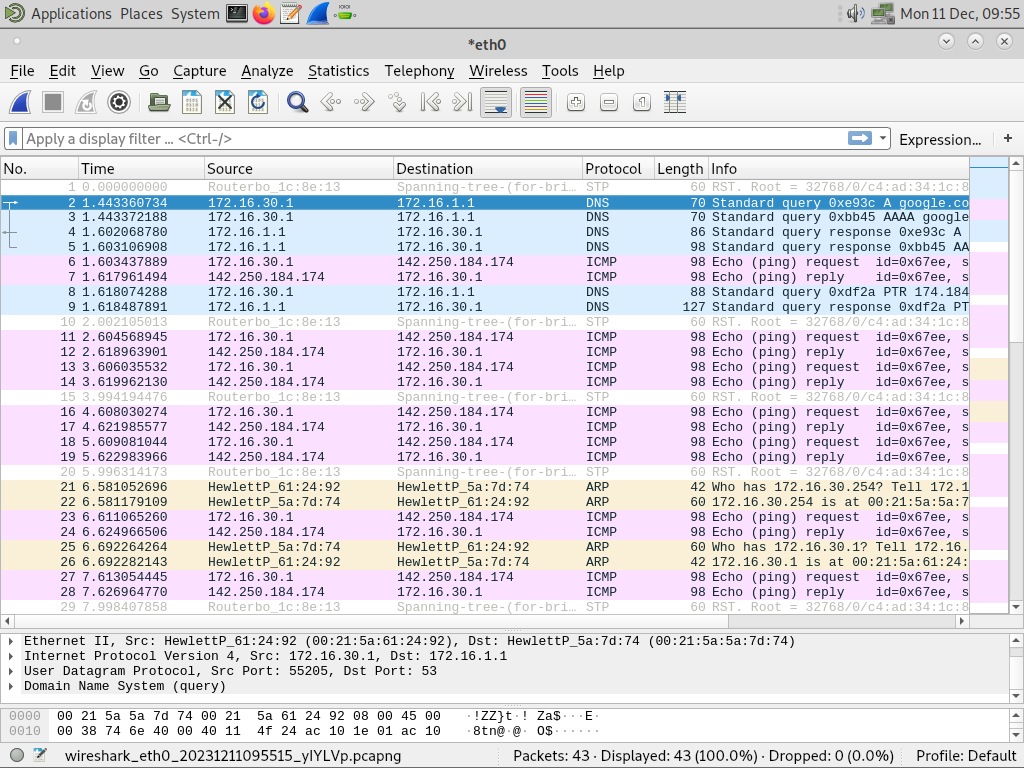 Applications Places System Mon 11 Dec, 09:55
*eth0
File Edit View Go Capture Analyze Statistics Telephony Wireless Tools Help
Apply a display filter ... <Ctrl-/> Expression... +
No. Time Source Destination Protocol Length Info
1 0.000000000 Routerbo_1c:8e:13 Spanning-tree-(for-bri… STP 60 RST. Root = 32768/0/c4:ad:34:1c:8
2 1.443360734 172.16.30.1 172.16.1.1 DNS 70 Standard query 0xe93c A google.co
3 1.443372188 172.16.30.1 172.16.1.1 DNS 70 Standard query 0xbb45 AAAA google
4 1.602068780 172.16.1.1 172.16.30.1 DNS 86 Standard query response 0xe93c A
5 1.603106908 172.16.1.1 172.16.30.1 DNS 98 Standard query response 0xbb45 AA
6 1.603437889 172.16.30.1 142.250.184.174 ICMP 98 Echo (ping) request id=0x67ee, s
7 1.617961494 142.250.184.174 172.16.30.1 ICMP 98 Echo (ping) reply id=0x67ee, s
8 1.618074288 172.16.30.1 172.16.1.1 DNS 88 Standard query 0xdf2a PTR 174.184
9 1.618487891 172.16.1.1 172.16.30.1 DNS 127 Standard query response 0xdf2a PT
10 2.002105013 Routerbo_1c:8e:13 Spanning-tree-(for-bri… STP 60 RST. Root = 32768/0/c4:ad:34:1c:8
11 2.604568945 172.16.30.1 142.250.184.174 ICMP 98 Echo (ping) request id=0x67ee, s
12 2.618963901 142.250.184.174 172.16.30.1 ICMP 98 Echo (ping) reply id=0x67ee, s
13 3.606035532 172.16.30.1 142.250.184.174 ICMP 98 Echo (ping) request id=0x67ee, s
14 3.619962130 142.250.184.174 172.16.30.1 ICMP 98 Echo (ping) reply id=0x67ee, s
15 3.994194476 Routerbo_1c:8e:13 Spanning-tree-(for-bri… STP 60 RST. Root = 32768/0/c4:ad:34:1c:8
16 4.608030274 172.16.30.1 142.250.184.174 ICMP 98 Echo (ping) request id=0x67ee, s
17 4.621985577 142.250.184.174 172.16.30.1 ICMP 98 Echo (ping) reply id=0x67ee, s
18 5.609081044 172.16.30.1 142.250.184.174 ICMP 98 Echo (ping) request id=0x67ee, s
19 5.622983966 142.250.184.174 172.16.30.1 ICMP 98 Echo (ping) reply id=0x67ee, s
20 5.996314173 Routerbo_1c:8e:13 Spanning-tree-(for-bri… STP 60 RST. Root = 32768/0/c4:ad:34:1c:8
21 6.581052696 HewlettP_61:24:92 HewlettP_5a:7d:74 ARP 42 Who has 172.16.30.254? Tell 172.1
22 6.581179109 HewlettP_5a:7d:74 HewlettP_61:24:92 ARP 60 172.16.30.254 is at 00:21:5a:5a:7
23 6.611065260 172.16.30.1 142.250.184.174 ICMP 98 Echo (ping) request id=0x67ee, s
24 6.624966506 142.250.184.174 172.16.30.1 ICMP 98 Echo (ping) reply id=0x67ee, s
25 6.692264264 HewlettP_5a:7d:74 HewlettP_61:24:92 ARP 60 Who has 172.16.30.1? Tell 172.16.
26 6.692282143 HewlettP_61:24:92 HewlettP_5a:7d:74 ARP 42 172.16.30.1 is at 00:21:5a:61:24:
27 7.613054445 172.16.30.1 142.250.184.174 ICMP 98 Echo (ping) request id=0x67ee, s
28 7.626964770 142.250.184.174 172.16.30.1 ICMP 98 Echo (ping) reply id=0x67ee, s
29 7.998407858 Routerbo_1c:8e:13 Spanning-tree-(for-bri… STP 60 RST. Root = 32768/0/c4:ad:34:1c:8
Ethernet II, Src: HewlettP_61:24:92 (00:21:5a:61:24:92), Dst: HewlettP_5a:7d:74 (00:21:5a:5a:7d:74)
Internet Protocol Version 4, Src: 172.16.30.1, Dst: 172.16.1.1
User Datagram Protocol, Src Port: 55205, Dst Port: 53
Domain Name System (query)
0000 00 21 5a 5a 7d 74 00 21 5a 61 24 92 08 00 45 00 ·!ZZ}t·! Za$···E·
0010 00 38 74 6e 40 00 40 11 4f 24 ac 10 1e 01 ac 10 ·8tn@·@· O$······
wireshark_eth0_20231211095515_ylYLVp.pcapng Packets: 43 · Displayed: 43 (100.0%) · Dropped: 0 (0.0%) Profile: Default